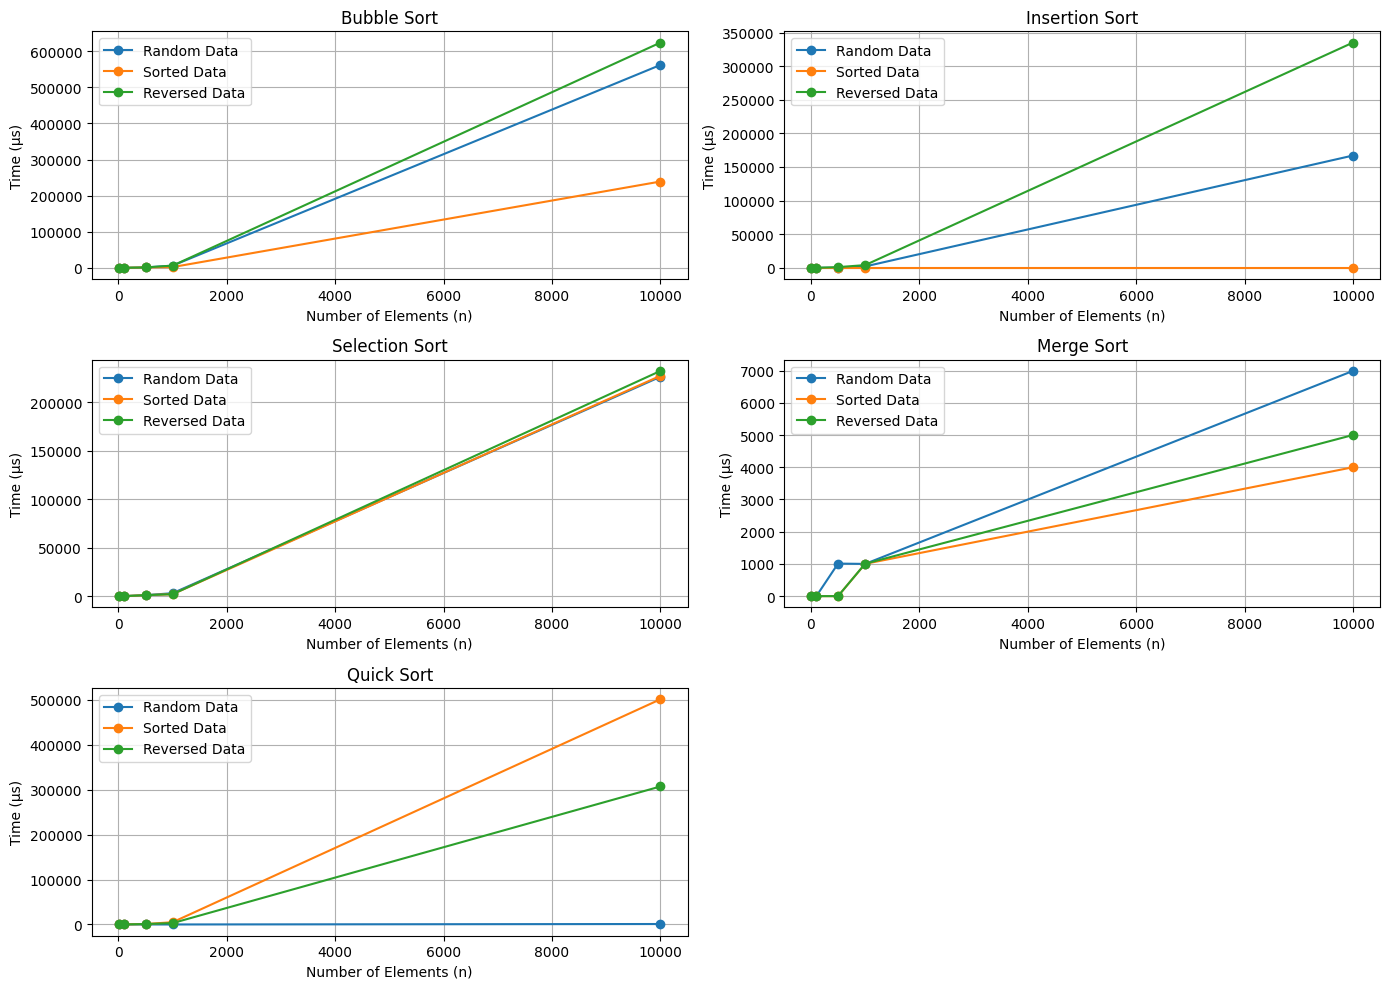 Bubble Sort
Time (µs)
600000
500000
400000
300000
200000
100000
0
Random Data
Sorted Data
Reversed Data
0 2000 4000 6000 8000 10000
Number of Elements (n)
Insertion Sort
Time (µs)
350000
300000
250000
200000
150000
100000
50000
0
Random Data
Sorted Data
Reversed Data
0 2000 4000 6000 8000 10000
Number of Elements (n)
Selection Sort
Time (µs)
200000
150000
100000
50000
0
Random Data
Sorted Data
Reversed Data
0 2000 4000 6000 8000 10000
Number of Elements (n)
Merge Sort
Time (µs)
7000
6000
5000
4000
3000
2000
1000
0
Random Data
Sorted Data
Reversed Data
0 2000 4000 6000 8000 10000
Number of Elements (n)
Quick Sort
Time (µs)
500000
400000
300000
200000
100000
0
Random Data
Sorted Data
Reversed Data
0 2000 4000 6000 8000 10000
Number of Elements (n)